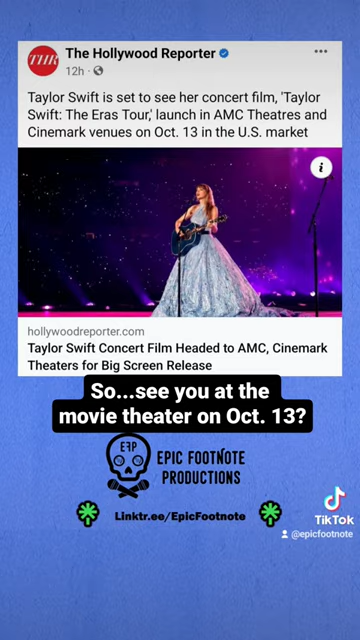 THR
The Hollywood Reporter
12h
Taylor Swift is set to see her concert film, 'Taylor
Swift: The Eras Tour,' launch in AMC Theatres and
Cinemark venues on Oct. 13 in the U.S. market
i
hollywoodreporter.com
Taylor Swift Concert Film Headed to AMC, Cinemark
Theaters for Big Screen Release
So...see you at the
movie theater on Oct. 13?
EFP
EPIC FOOTNOTE
PRODUCTIONS
Linktr.ee/EpicFootnote
TikTok
@epicfootnote